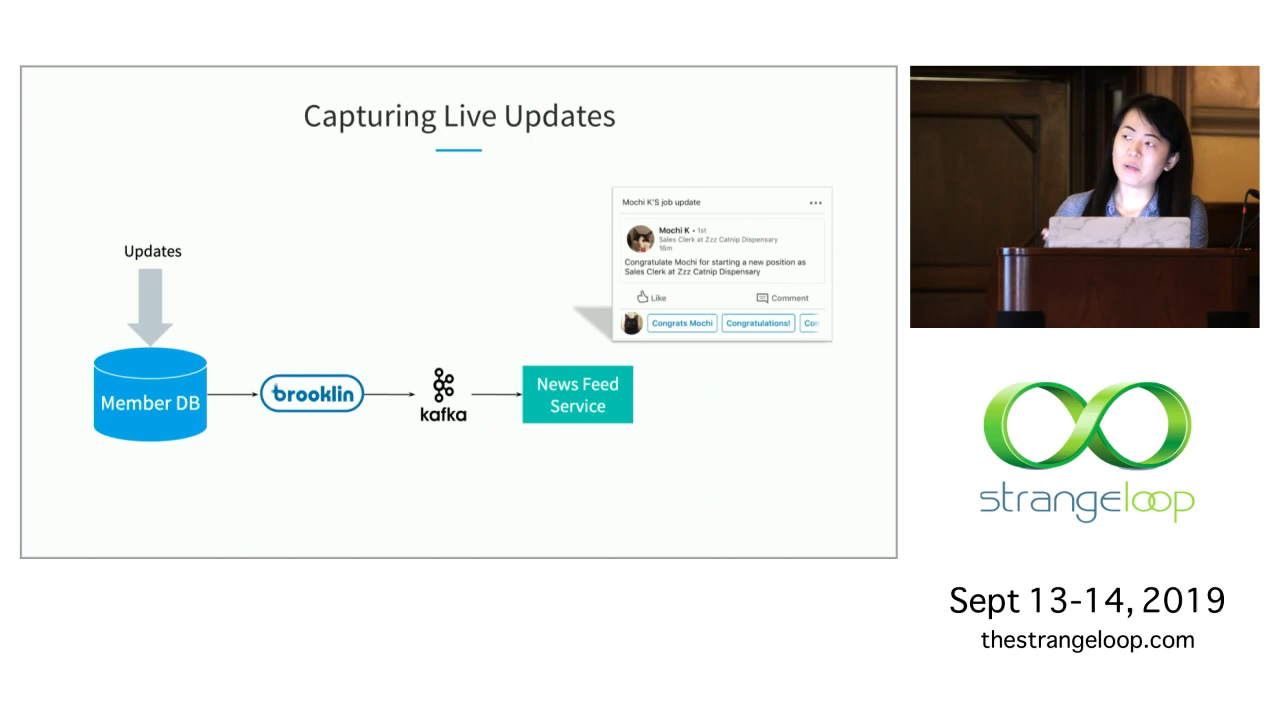 Capturing Live Updates
Mochi K'S job update
Mochi K • 1st
Sales Clerk at Zzz Catnip Dispensary
16m
Congratulate Mochi for starting a new position as
Sales Clerk at Zzz Catnip Dispensary
Like
Comment
Congrats Mochi
Congratulations!
Con
Updates
Member DB
brooklin
kafka
News Feed
Service
strangeloop
Sept 13-14, 2019
thestrangeloop.com